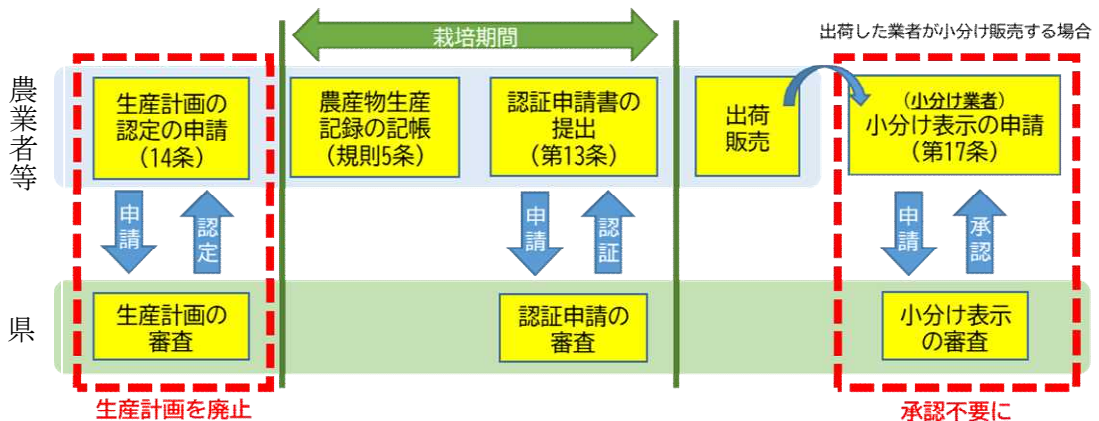 栽培期間
出荷した業者が小分け販売する場合
農業者等
生産計画の
認定の申請
(14条)
農産物生産
記録の記帳
(規則5条)
認証申請書の
提出
(第13条)
出荷
販売
(小分け業者)
小分け表示の申請
(第17条)
申請
認定
申請
認証
申請
承認
県
生産計画の
審査
認証申請の
審査
小分け表示
の審査
生産計画を廃止
承認不要に